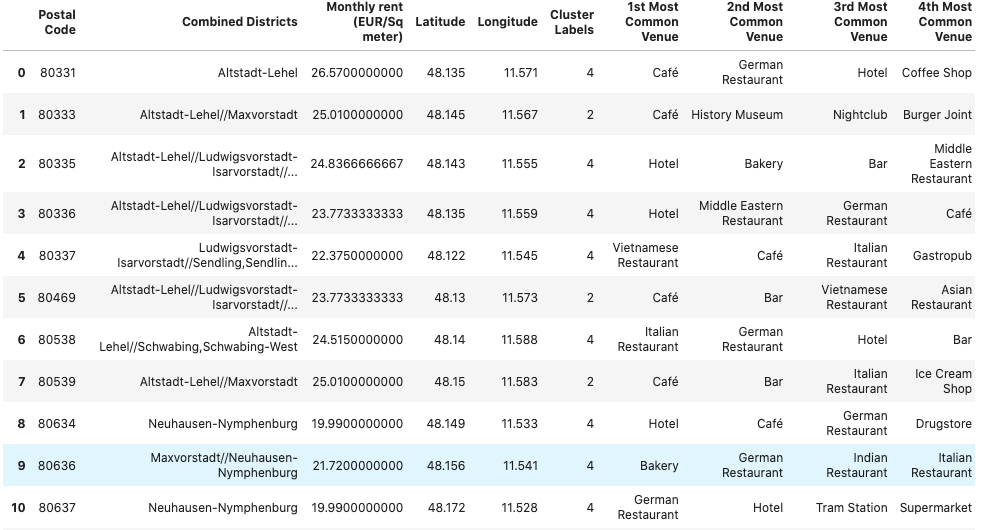 Postal Code Combined Districts Monthly rent (EUR/Sq meter) Latitude Longitude Cluster Labels 1st Most Common Venue 2nd Most Common Venue 3rd Most Common Venue 4th Most Common Venue
0 80331 Altstadt-Lehel 26.5700000000 48.135 11.571 4 Café German Restaurant Hotel Coffee Shop
1 80333 Altstadt-Lehel//Maxvorstadt 25.0100000000 48.145 11.567 2 Café History Museum Nightclub Burger Joint
2 80335 Altstadt-Lehel//Ludwigsvorstadt-Isarvorstadt//... 24.8366666667 48.143 11.555 4 Hotel Bakery Bar Middle Eastern Restaurant
3 80336 Altstadt-Lehel//Ludwigsvorstadt-Isarvorstadt//... 23.7733333333 48.135 11.559 4 Hotel Middle Eastern Restaurant German Restaurant Café
4 80337 Ludwigsvorstadt-Isarvorstadt//Sendling,Sendlin... 22.3750000000 48.122 11.545 4 Vietnamese Restaurant Café Italian Restaurant Gastropub
5 80469 Altstadt-Lehel//Ludwigsvorstadt-Isarvorstadt//... 23.7733333333 48.13 11.573 2 Café Bar Vietnamese Restaurant Asian Restaurant
6 80538 Altstadt-Lehel//Schwabing,Schwabing-West 24.5150000000 48.14 11.588 4 Italian Restaurant German Restaurant Hotel Bar
7 80539 Altstadt-Lehel//Maxvorstadt 25.0100000000 48.15 11.583 2 Café Bar Italian Restaurant Ice Cream Shop
8 80634 Neuhausen-Nymphenburg 19.9900000000 48.149 11.533 4 Hotel Café German Restaurant Drugstore
9 80636 Maxvorstadt//Neuhausen-Nymphenburg 21.7200000000 48.156 11.541 4 Bakery German Restaurant Indian Restaurant Italian Restaurant
10 80637 Neuhausen-Nymphenburg 19.9900000000 48.172 11.528 4 German Restaurant Hotel Tram Station Supermarket